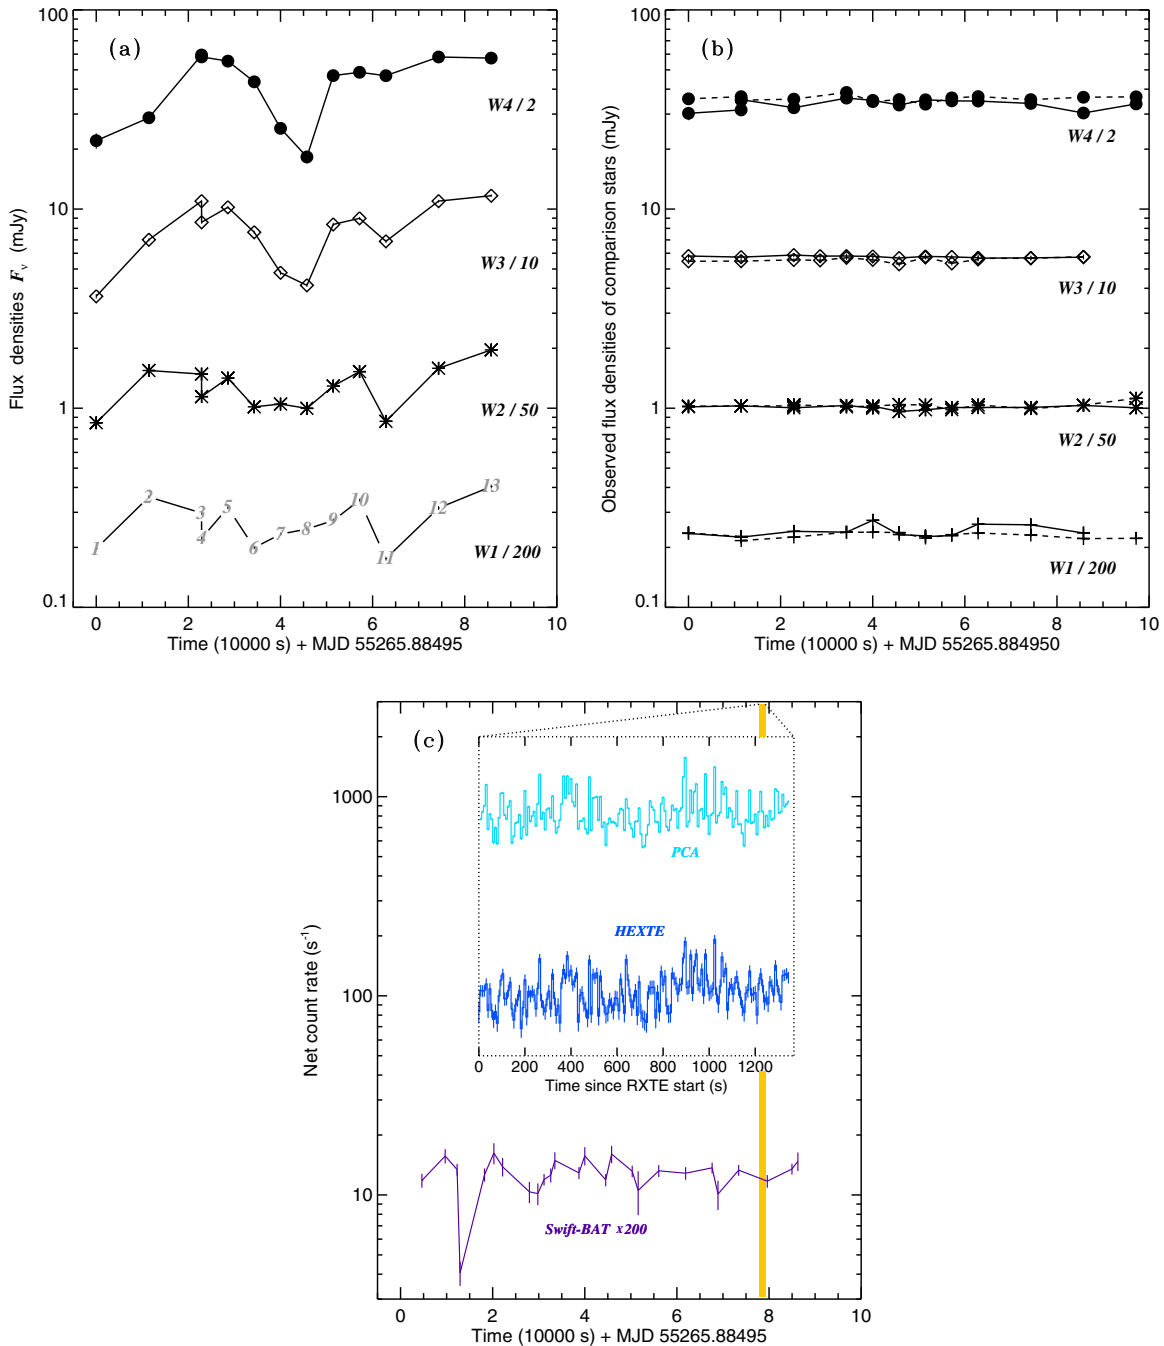 (a)
100
10
1
0.1
Flux densities Fν (mJy)
W4 / 2
W3 / 10
W2 / 50
W1 / 200
1
2
3
4
5
6
7
8
9
10
11
12
13
0 2 4 6 8 10
Time (10000 s) + MJD 55265.88495
(b)
100
10
1
0.1
Observed flux densities of comparison stars (mJy)
W4 / 2
W3 / 10
W2 / 50
W1 / 200
0 2 4 6 8 10
Time (10000 s) + MJD 55265.884950
(c)
1000
100
10
Net count rate (s-1)
PCA
HEXTE
0 200 400 600 800 1000 1200
Time since RXTE start (s)
Swift-BAT x200
0 2 4 6 8 10
Time (10000 s) + MJD 55265.88495